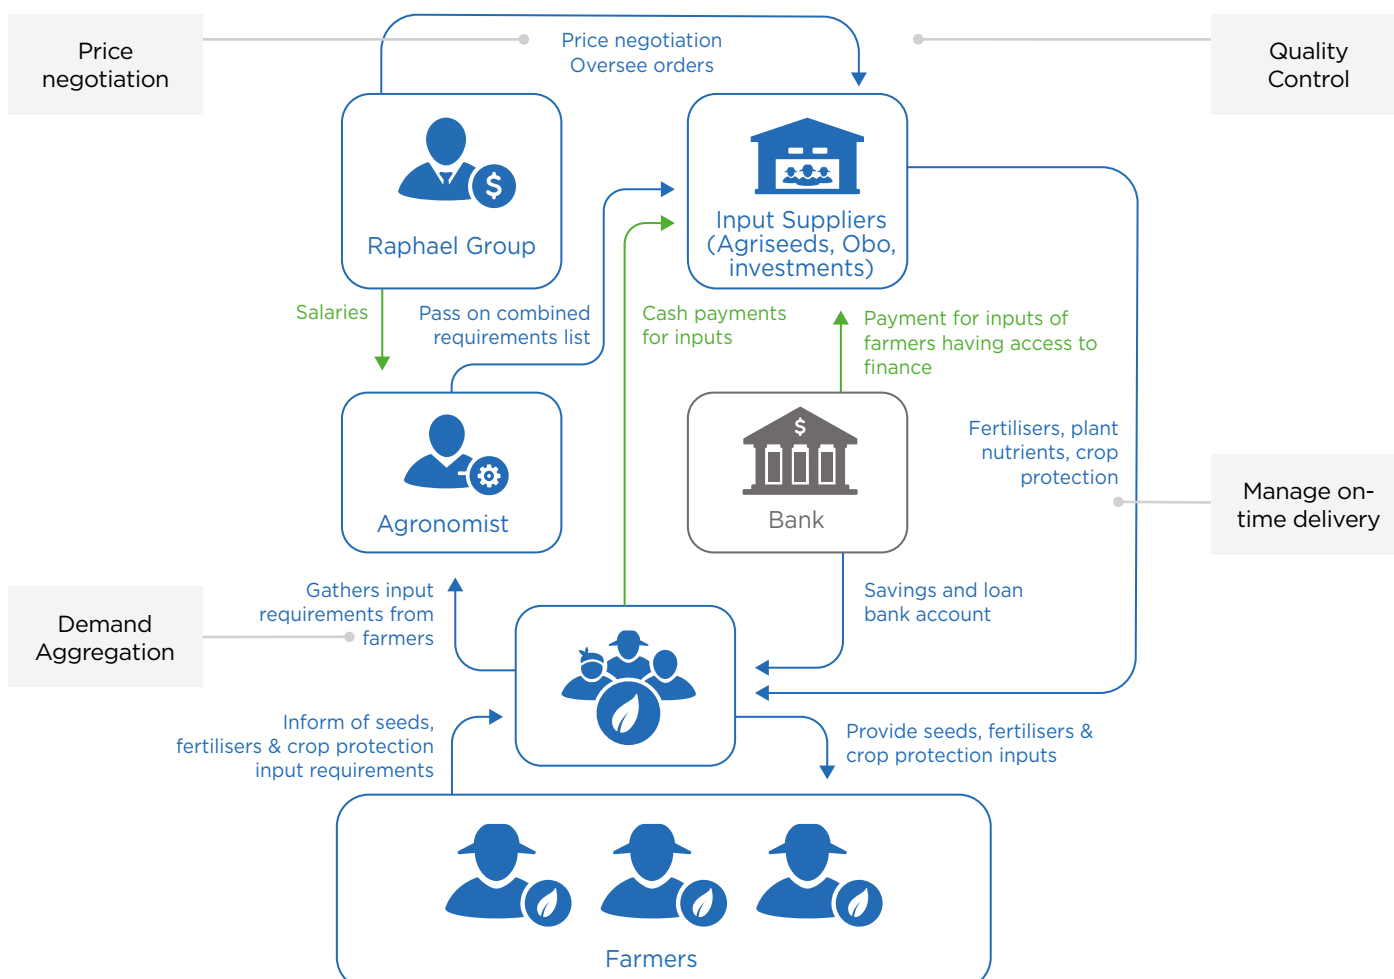 Price
negotiation
Price negotiation
Oversee orders
Quality
Control
$
Raphael Group
Input Suppliers
(Agriseeds, Obo,
investments)
Salaries
Pass on combined
requirements list
Cash payments
for inputs
Payment for inputs of
farmers having access to
finance
Agronomist
$
Bank
Fertilisers, plant
nutrients, crop
protection
Manage on-
time delivery
Demand
Aggregation
Gathers input
requirements from
farmers
Savings and loan
bank account
Inform of seeds,
fertilisers & crop protection
input requirements
Provide seeds, fertilisers &
crop protection inputs
Farmers